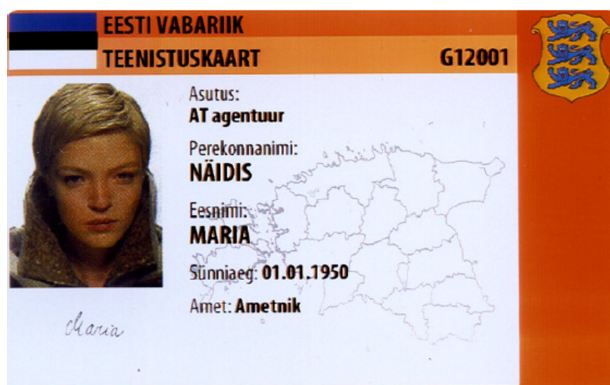 EESTI VABARIIK
TEENISTUSKAART G12001
Asutus:
AT agentuur
Perekonnanimi:
NÄIDIS
Eesnimi:
MARIA
Sünniaeg: 01.01.1950
Amet: Ametnik
Maria